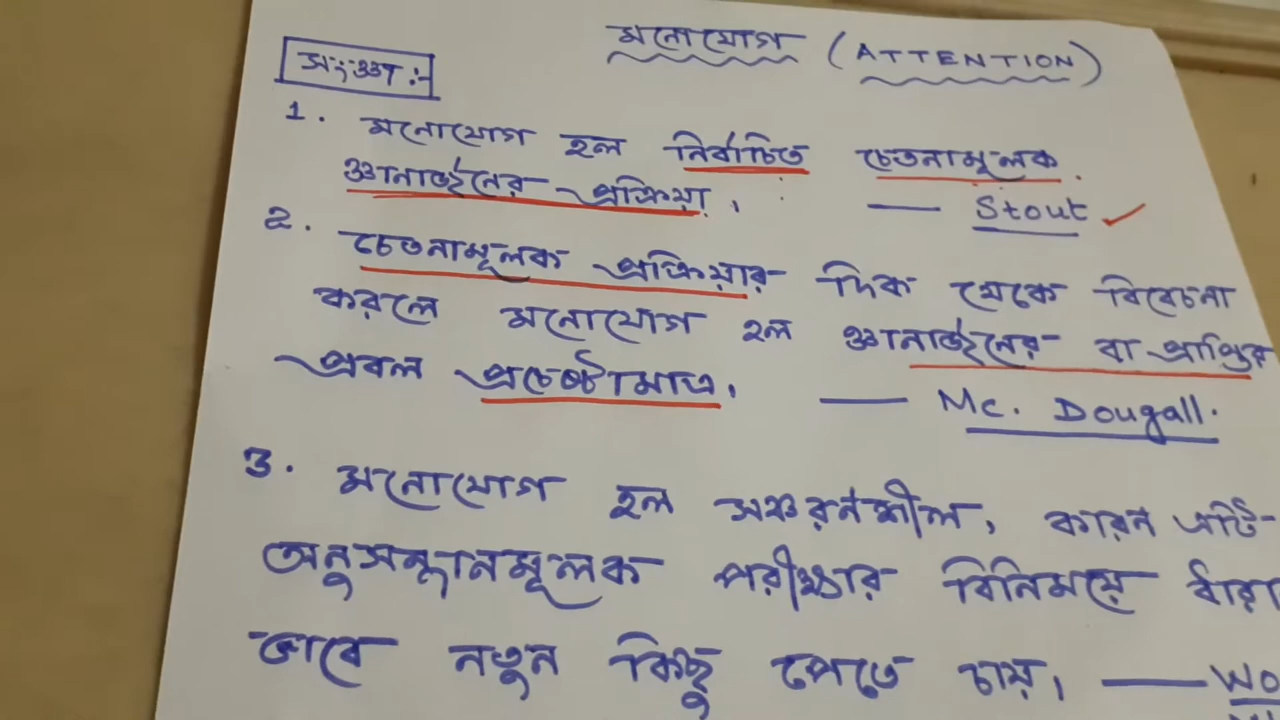 মনোযোগ (ATTENTION)
সংজ্ঞা :-
1. মনোযোগ হল নির্বাচিত চেতনামূলক
জ্ঞানার্জনের প্রক্রিয়া। — Stout ✓
2. চেতনামূলক প্রক্রিয়ার দিক থেকে বিবেচনা
করলে মনোযোগ হল জ্ঞানার্জনের বা প্রাপ্তির
প্রবল প্রচেষ্টামাত্র। — Mc. Dougall.
3. মনোযোগ হল সঞ্চরনশীল, কারন এটি
অনুসন্ধানমূলক পরীক্ষার বিনিময়ে
ভাবে নতুন কিছু পেতে চায়। —